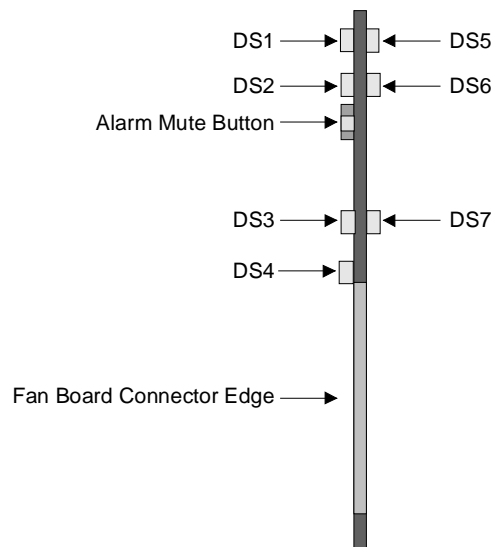 DS1 DS5
DS2 DS6
Alarm Mute Button
DS3 DS7
DS4
Fan Board Connector Edge